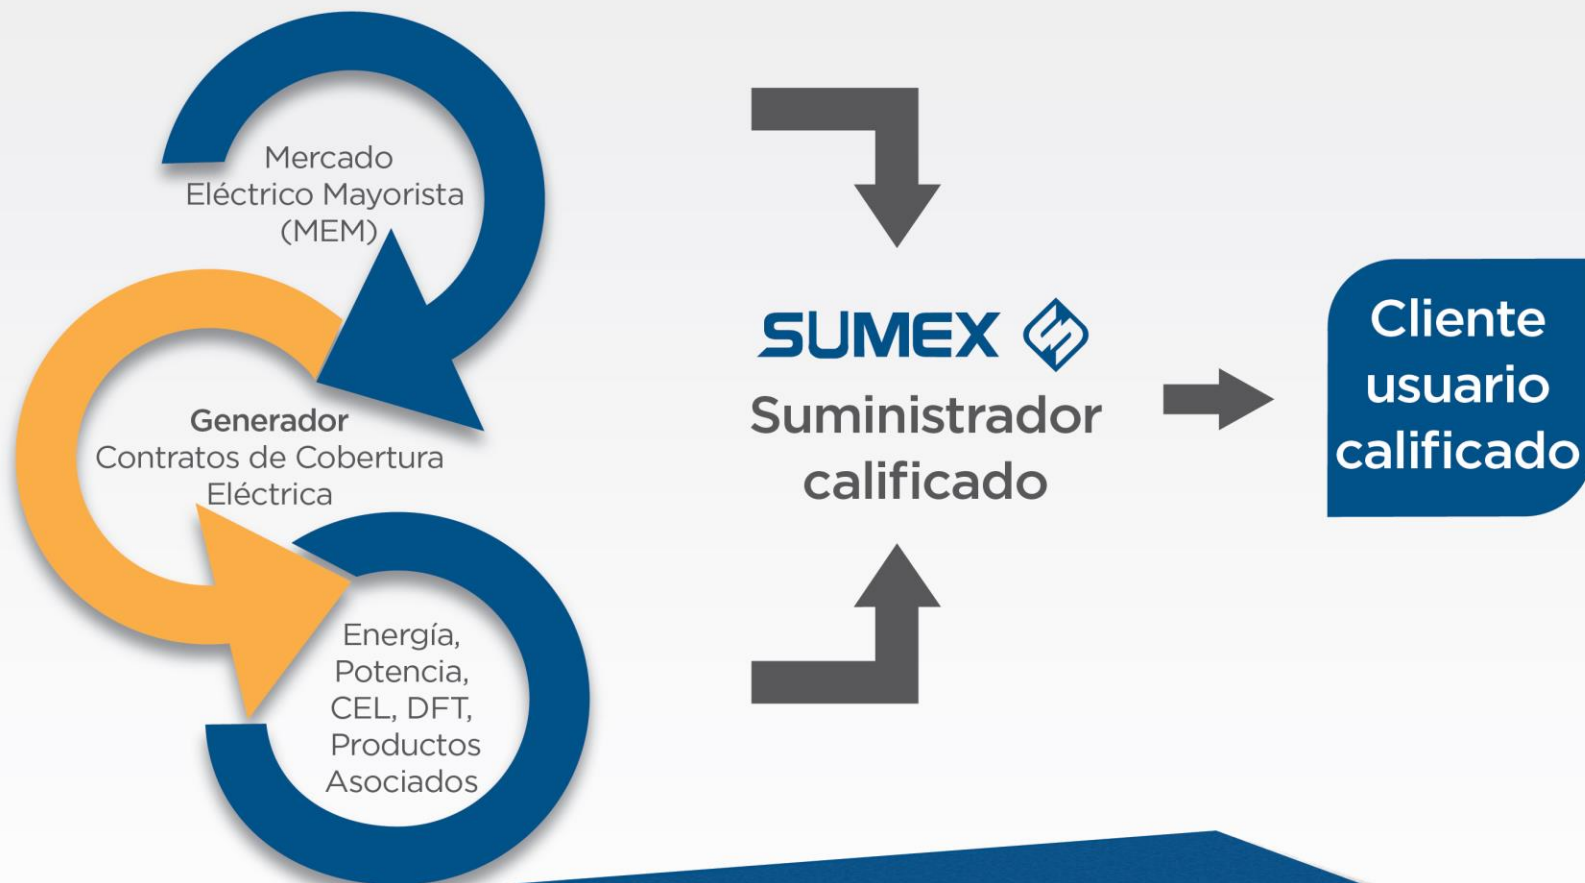 Mercado
Eléctrico Mayorista
(MEM)
Generador
Contratos de Cobertura
Eléctrica
Energía,
Potencia,
CEL, DFT,
Productos
Asociados
SUMEX
Suministrador
calificado
Cliente
usuario
calificado